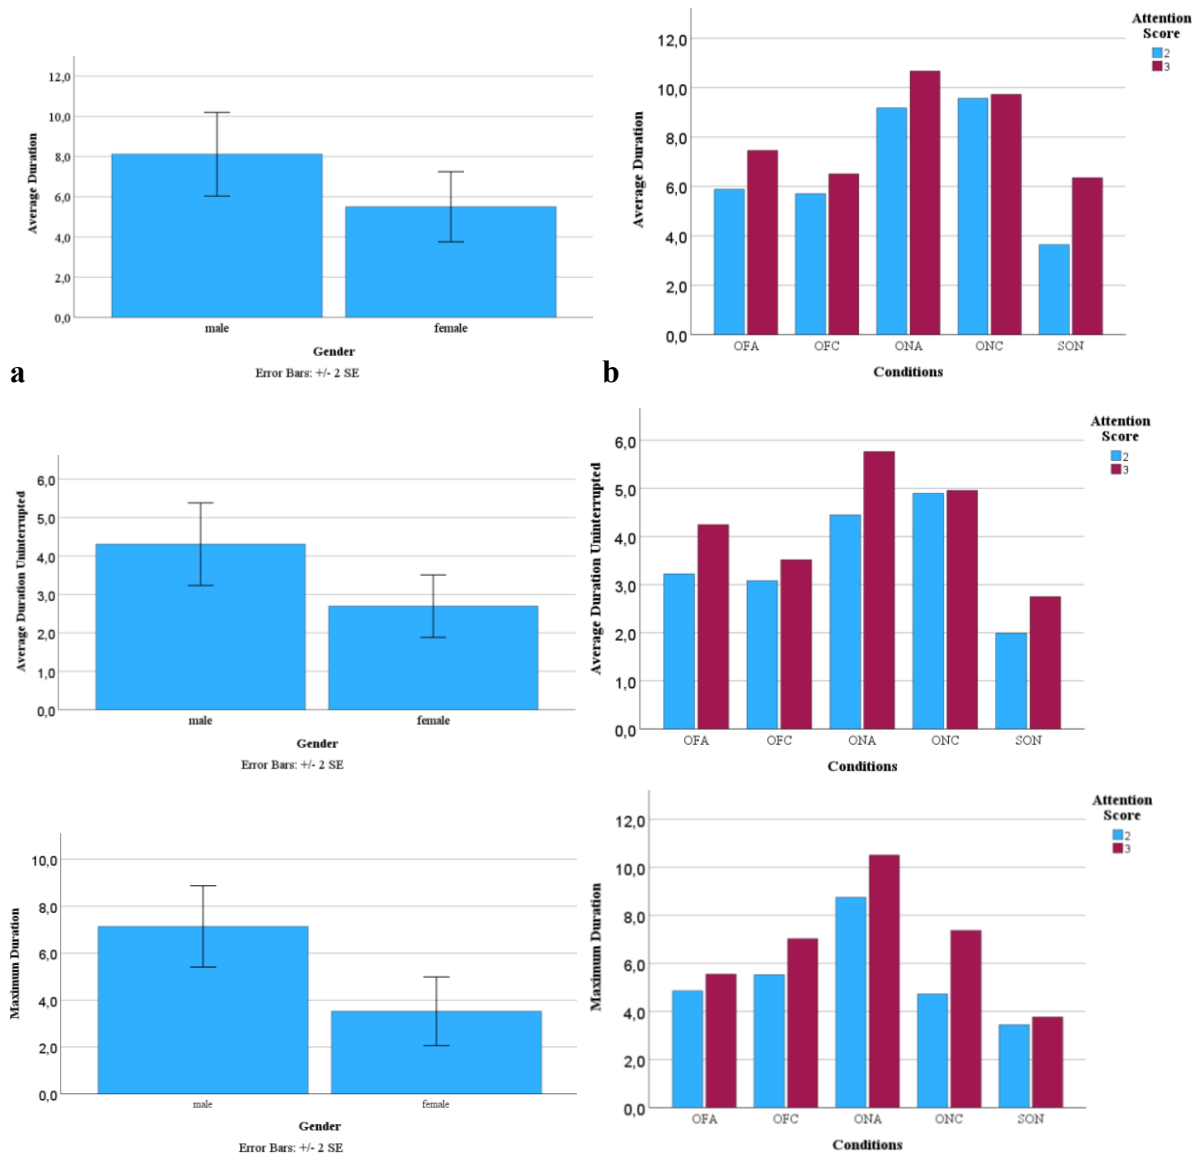 12,0
10,0
8,0
6,0
4,0
2,0
0,0
Average Duration
male female
Gender
Error Bars: +/- 2 SE
a
Attention
Score
2
3
12,0
10,0
8,0
6,0
4,0
2,0
0,0
Average Duration
OFA OFC ONA ONC SON
Conditions
b
6,0
5,0
4,0
3,0
2,0
1,0
0,0
Average Duration Uninterrupted
male female
Gender
Error Bars: +/- 2 SE
Attention
Score
2
3
6,0
5,0
4,0
3,0
2,0
1,0
0,0
Average Duration Uninterrupted
OFA OFC ONA ONC SON
Conditions
10,0
8,0
6,0
4,0
2,0
0,0
Maximum Duration
male female
Gender
Error Bars: +/- 2 SE
Attention
Score
2
3
12,0
10,0
8,0
6,0
4,0
2,0
0,0
Maximum Duration
OFA OFC ONA ONC SON
Conditions